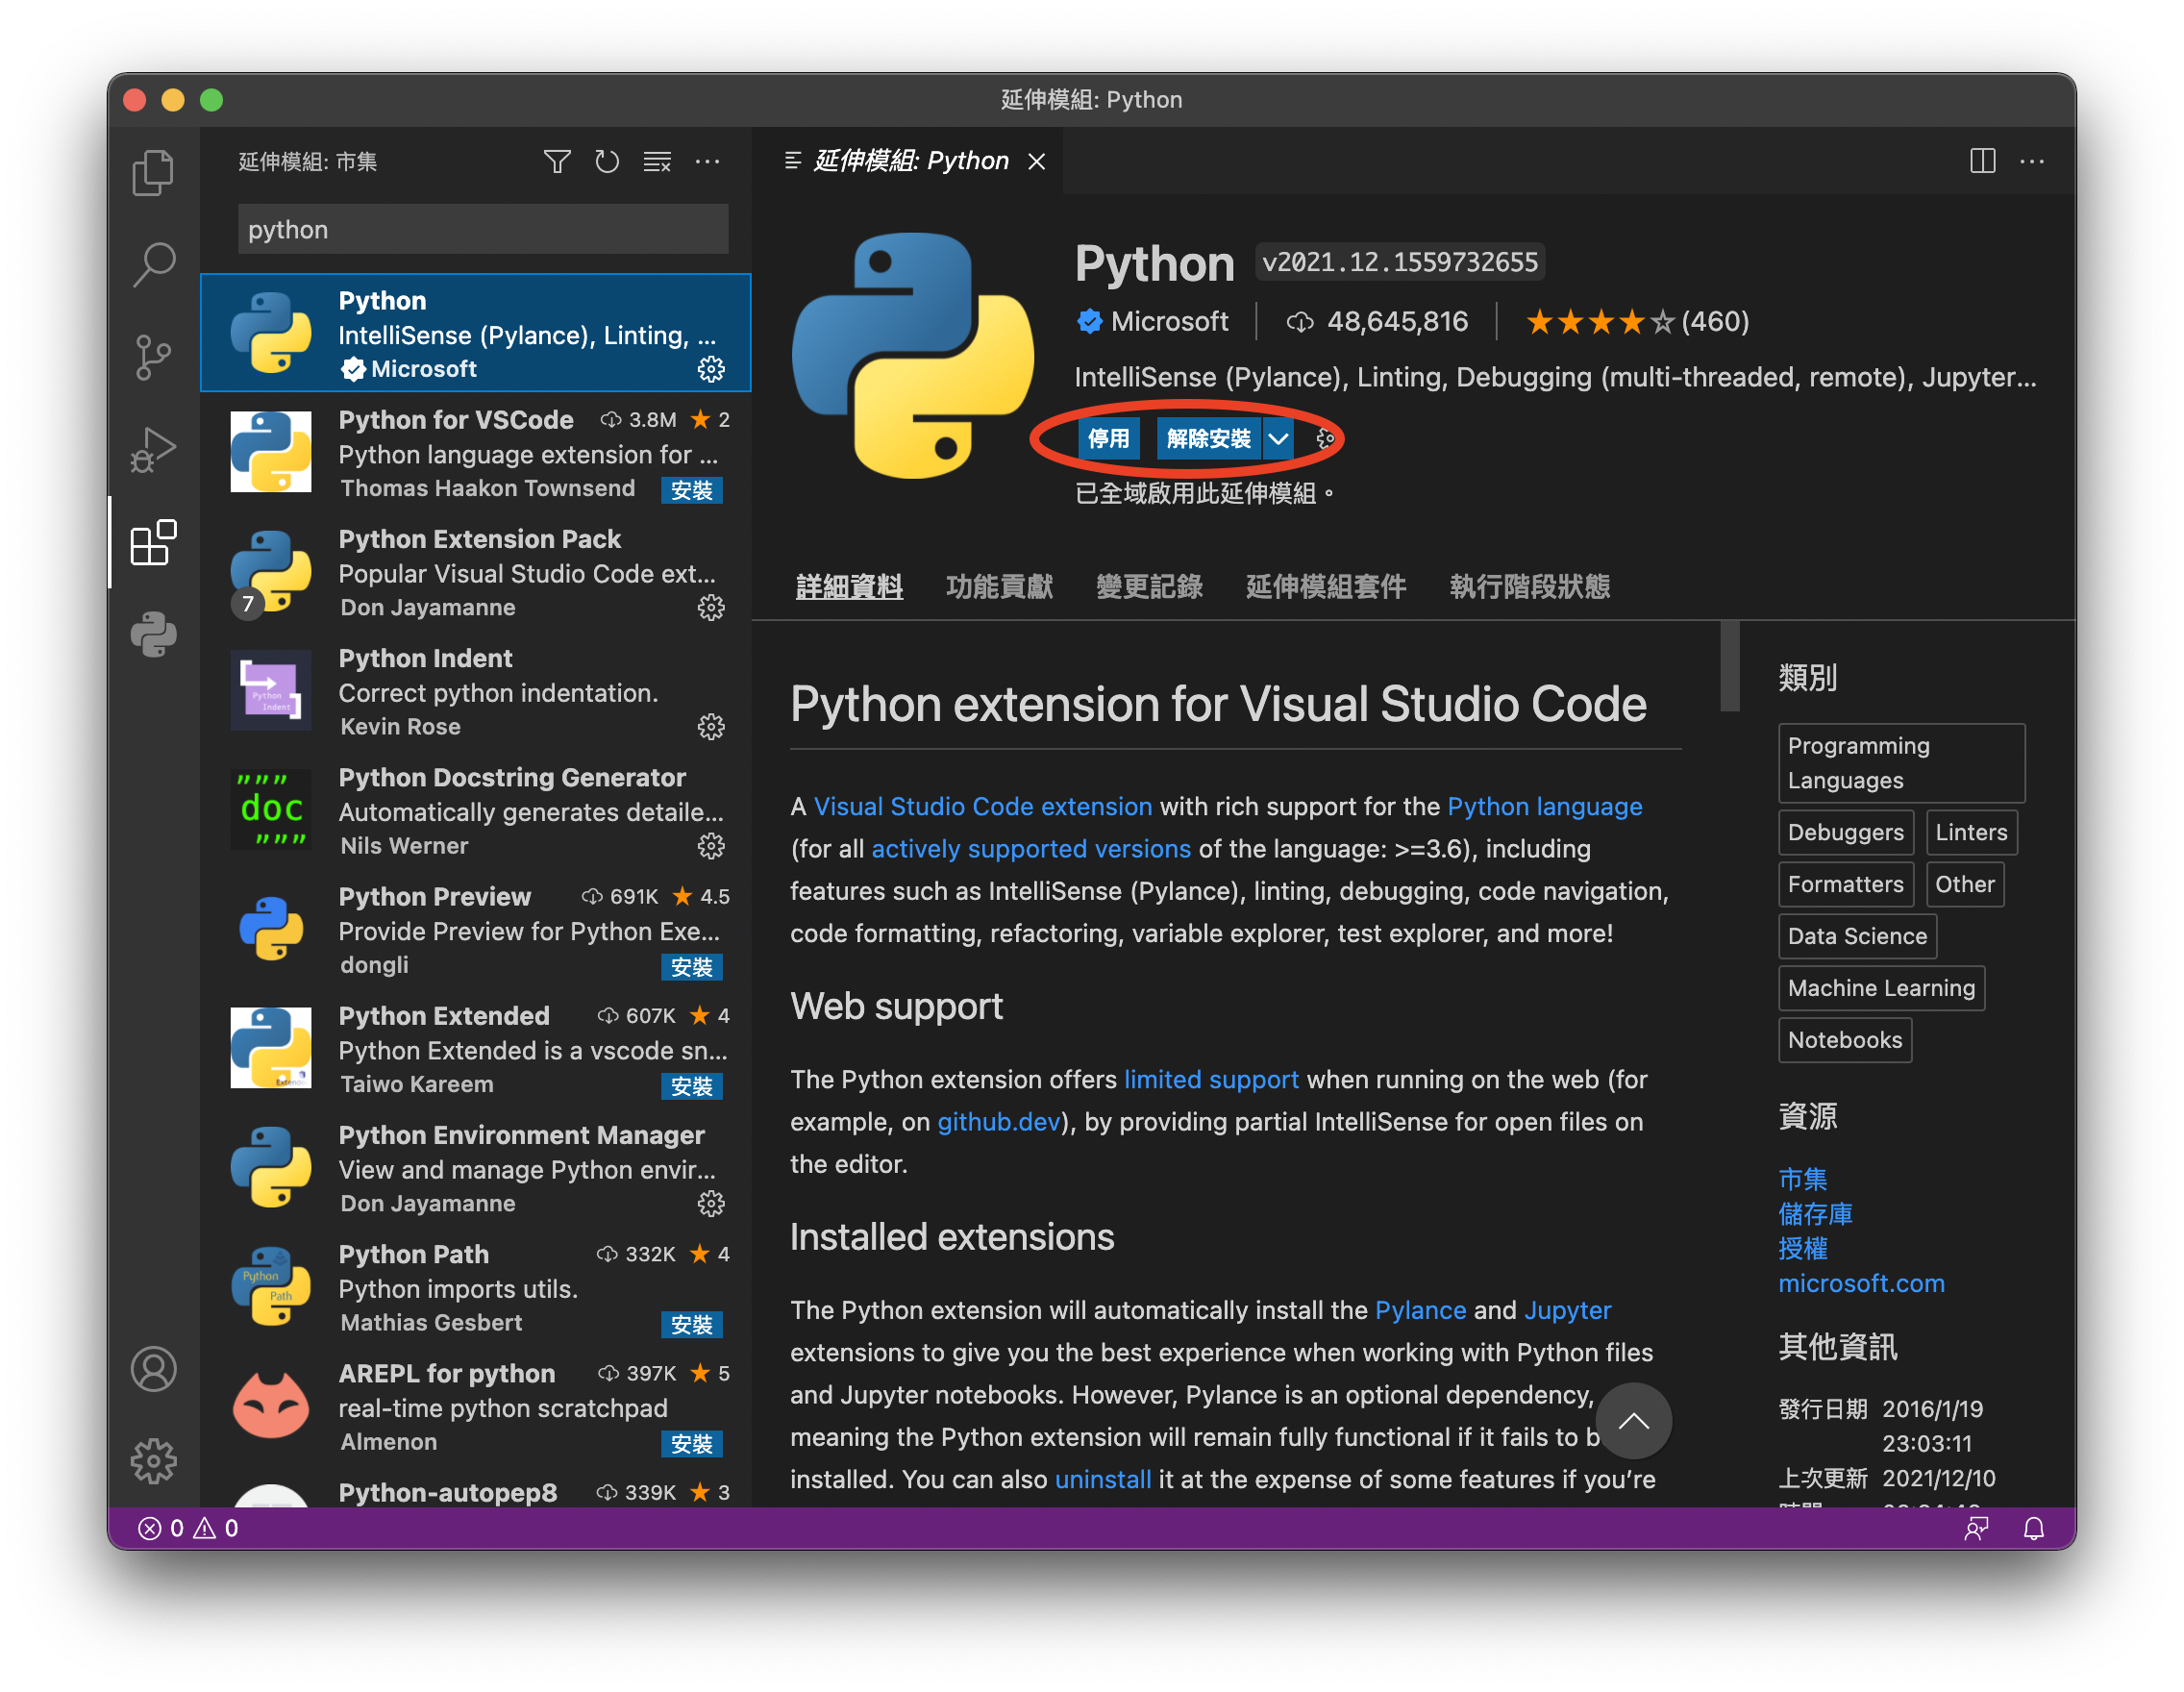 延伸模組: Python
延伸模組: 市集
python
Python
IntelliSense (Pylance), Linting, ...
Microsoft
Python for VSCode 3.8M 2
Python language extension for ...
Thomas Haakon Townsend 安裝
Python Extension Pack
Popular Visual Studio Code ext...
7
Don Jayamanne
Python Indent
Correct python indentation.
Python
Indent
Kevin Rose
Python Docstring Generator
Automatically generates detaile...
"""
doc
"""
Nils Werner
Python Preview 691K 4.5
Provide Preview for Python Exe...
dongli 安裝
Python Extended 607K 4
Python Extended is a vscode sn...
Taiwo Kareem 安裝
Python Environment Manager
View and manage Python envir...
Don Jayamanne
Python Path 332K 4
Python imports utils.
Python
Path
Mathias Gesbert 安裝
AREPL for python 397K 5
real-time python scratchpad
Almenon 安裝
Python-autopep8 339K 3
延伸模組: Python
Python v2021.12.1559732655
Microsoft 48,645,816 (460)
IntelliSense (Pylance), Linting, Debugging (multi-threaded, remote), Jupyter...
停用 解除安裝
已全域啟用此延伸模組。
詳細資料 功能貢獻 變更記錄 延伸模組套件 執行階段狀態
Python extension for Visual Studio Code
A Visual Studio Code extension with rich support for the Python language
(for all actively supported versions of the language: >=3.6), including
features such as IntelliSense (Pylance), linting, debugging, code navigation,
code formatting, refactoring, variable explorer, test explorer, and more!
Web support
The Python extension offers limited support when running on the web (for
example, on github.dev), by providing partial IntelliSense for open files on
the editor.
Installed extensions
The Python extension will automatically install the Pylance and Jupyter
extensions to give you the best experience when working with Python files
and Jupyter notebooks. However, Pylance is an optional dependency,
meaning the Python extension will remain fully functional if it fails to b
installed. You can also uninstall it at the expense of some features if you're
類別
Programming
Languages
Debuggers Linters
Formatters Other
Data Science
Machine Learning
Notebooks
資源
市集
儲存庫
授權
microsoft.com
其他資訊
發行日期 2016/1/19
23:03:11
上次更新 2021/12/10
0 0